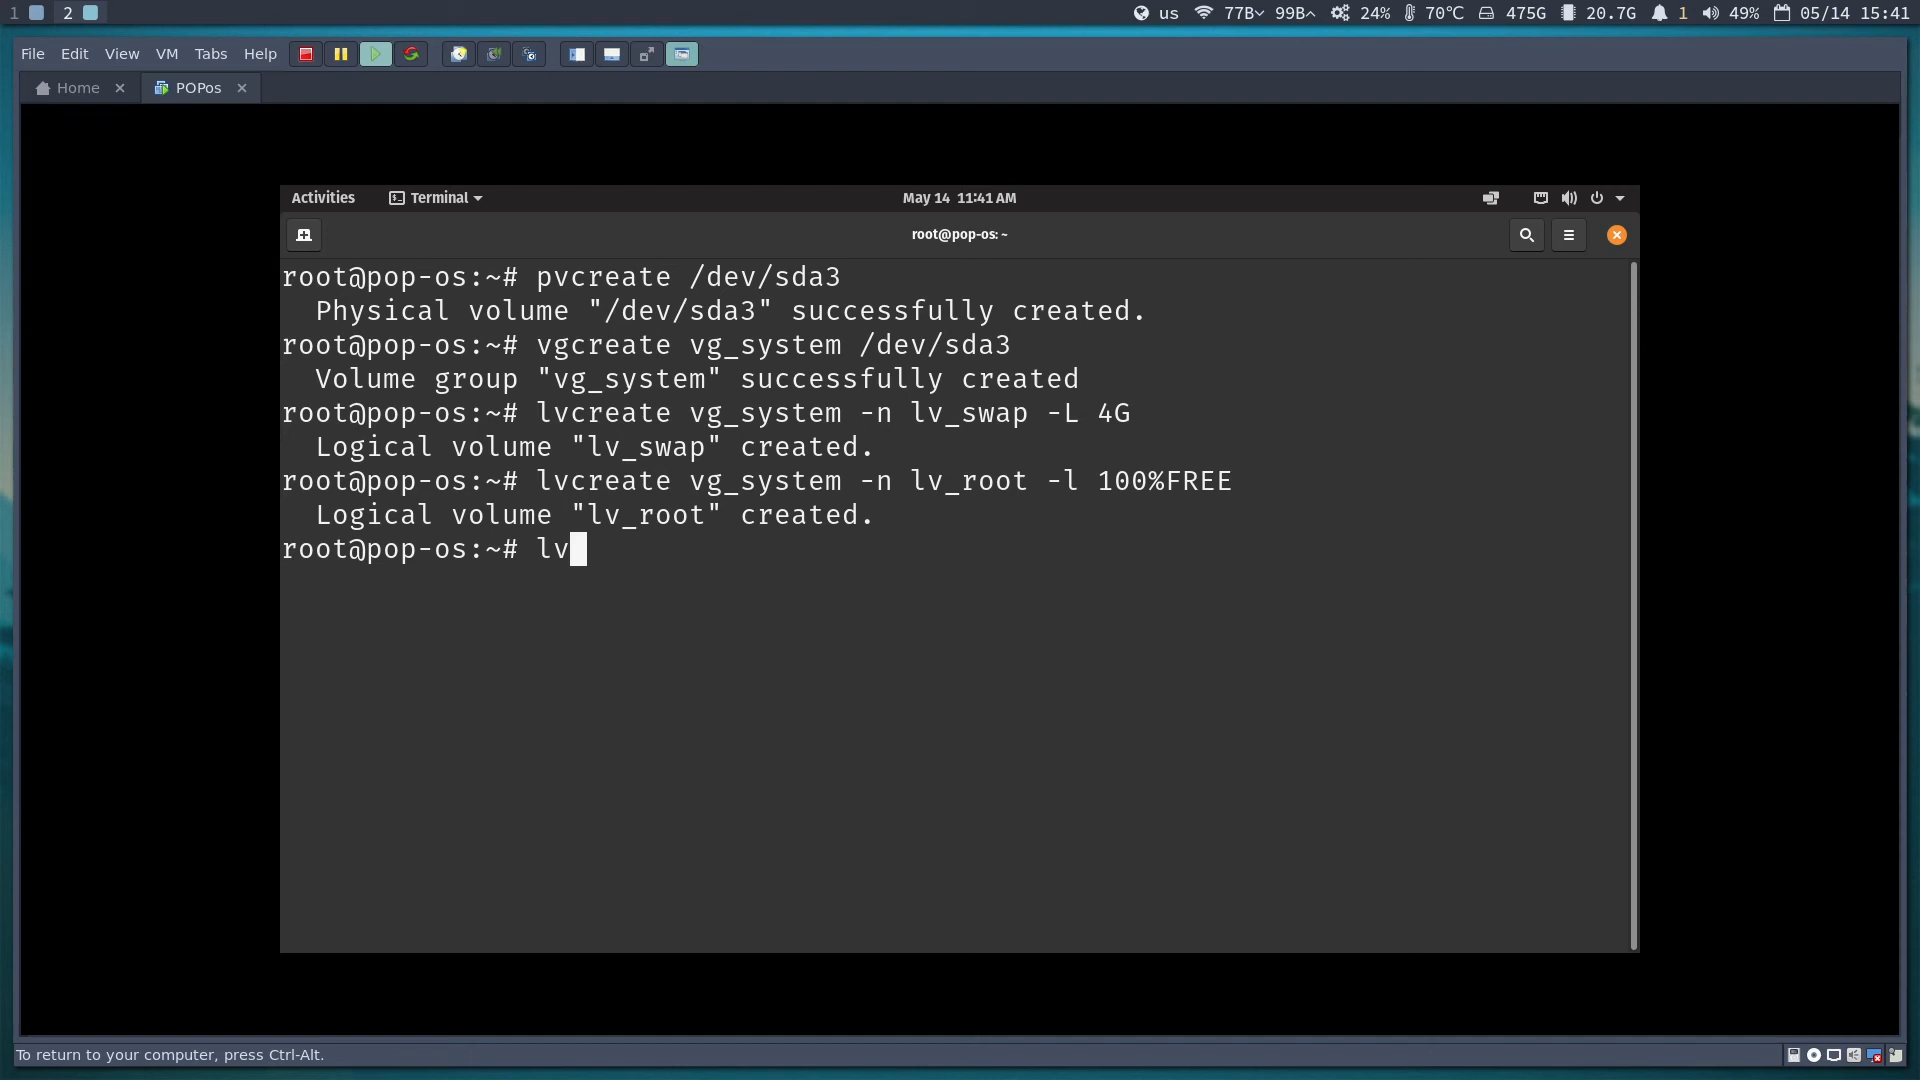 1 2 us 77B 99B 24% 70°C 475G 20.7G 1 49% 05/14 15:41
File Edit View VM Tabs Help
Home POPos
Activities Terminal May 14 11:41 AM
root@pop-os: ~
root@pop-os:~# pvcreate /dev/sda3
Physical volume "/dev/sda3" successfully created.
root@pop-os:~# vgcreate vg_system /dev/sda3
Volume group "vg_system" successfully created
root@pop-os:~# lvcreate vg_system -n lv_swap -L 4G
Logical volume "lv_swap" created.
root@pop-os:~# lvcreate vg_system -n lv_root -l 100%FREE
Logical volume "lv_root" created.
root@pop-os:~# lv
To return to your computer, press Ctrl-Alt.